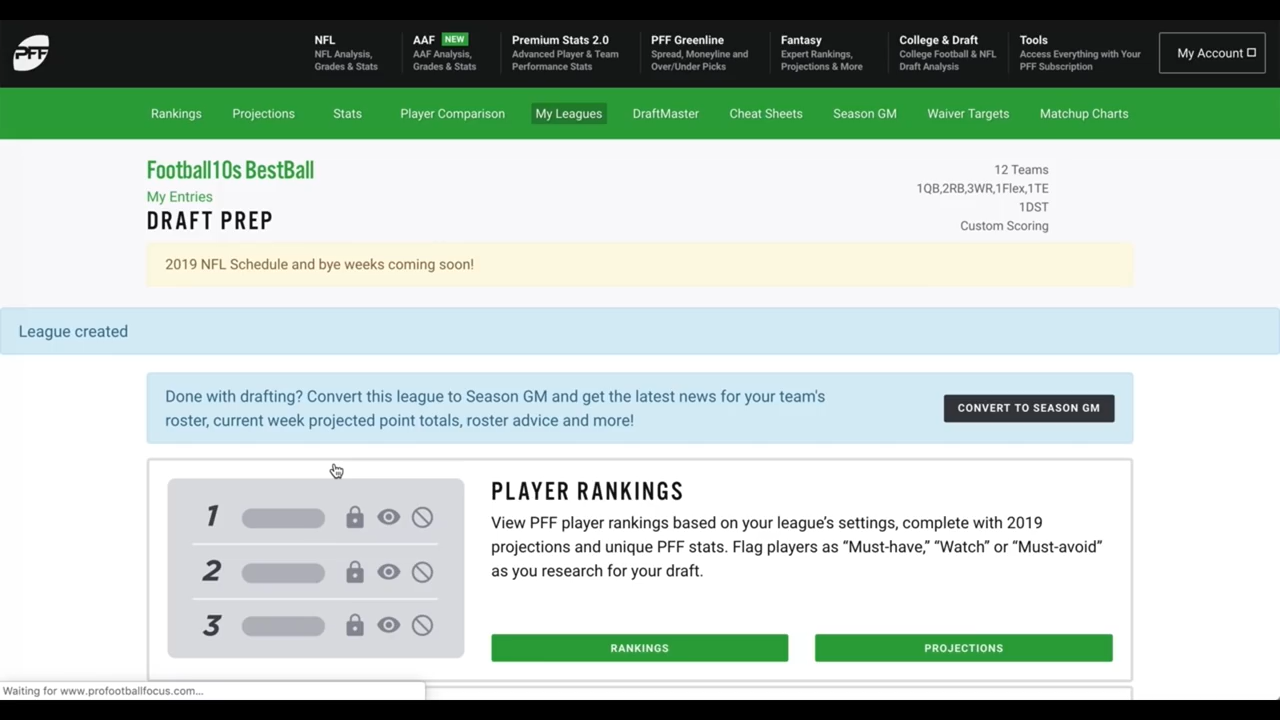 PFF
NFL
NFL Analysis,
Grades & Stats
AAF NEW
AAF Analysis,
Grades & Stats
Premium Stats 2.0
Advanced Player & Team
Performance Stats
PFF Greenline
Spread, Moneyline and
Over/Under Picks
Fantasy
Expert Rankings,
Projections & More
College & Draft
College Football & NFL
Draft Analysis
Tools
Access Everything with Your
PFF Subscription
My Account
Rankings Projections Stats Player Comparison My Leagues DraftMaster Cheat Sheets Season GM Waiver Targets Matchup Charts
Football10s BestBall
My Entries
DRAFT PREP
12 Teams
1QB,2RB,3WR,1Flex,1TE
1DST
Custom Scoring
2019 NFL Schedule and bye weeks coming soon!
League created
Done with drafting? Convert this league to Season GM and get the latest news for your team's
roster, current week projected point totals, roster advice and more!
CONVERT TO SEASON GM
1
2
3
PLAYER RANKINGS
View PFF player rankings based on your league’s settings, complete with 2019
projections and unique PFF stats. Flag players as “Must-have,” “Watch” or “Must-avoid”
as you research for your draft.
RANKINGS PROJECTIONS
Waiting for www.profootballfocus.com...